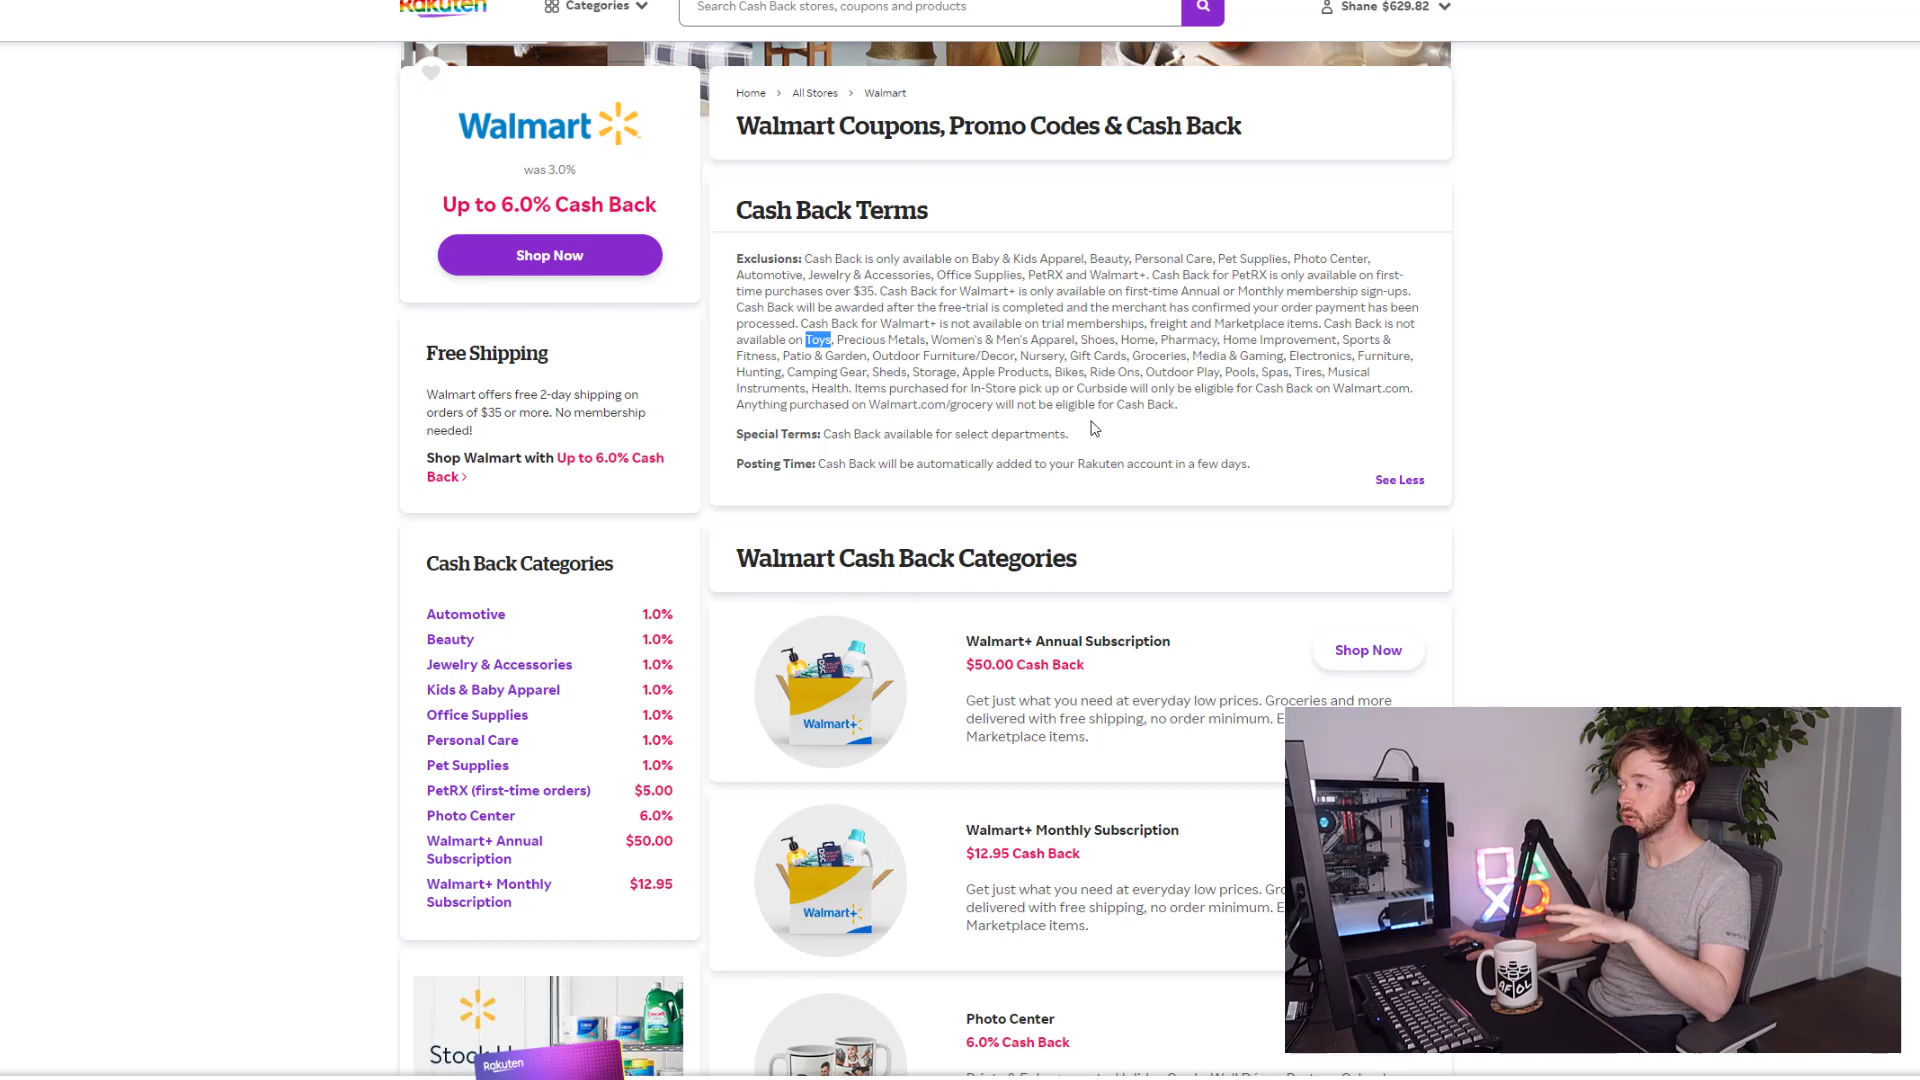 Rakuten
Categories
Search Cash Back stores, coupons and products
Shane $629.82
Walmart
was 3.0%
Up to 6.0% Cash Back
Shop Now
Free Shipping
Walmart offers free 2-day shipping on
orders of $35 or more. No membership
needed!
Shop Walmart with Up to 6.0% Cash
Back >
Cash Back Categories
Automotive 1.0%
Beauty 1.0%
Jewelry & Accessories 1.0%
Kids & Baby Apparel 1.0%
Office Supplies 1.0%
Personal Care 1.0%
Pet Supplies 1.0%
PetRX (first-time orders) $5.00
Photo Center 6.0%
Walmart+ Annual $50.00
Subscription
Walmart+ Monthly $12.95
Subscription
Rakuten
Home > All Stores > Walmart
Walmart Coupons, Promo Codes & Cash Back
Cash Back Terms
Exclusions: Cash Back is only available on Baby & Kids Apparel, Beauty, Personal Care, Pet Supplies, Photo Center,
Automotive, Jewelry & Accessories, Office Supplies, PetRX and Walmart+. Cash Back for PetRX is only available on first-
time purchases over $35. Cash Back for Walmart+ is only available on first-time Annual or Monthly membership sign-ups.
Cash Back will be awarded after the free-trial is completed and the merchant has confirmed your order payment has been
processed. Cash Back for Walmart+ is not available on trial memberships, freight and Marketplace items. Cash Back is not
available on Toys, Precious Metals, Women's & Men's Apparel, Shoes, Home, Pharmacy, Home Improvement, Sports &
Fitness, Patio & Garden, Outdoor Furniture/Decor, Nursery, Gift Cards, Groceries, Media & Gaming, Electronics, Furniture,
Hunting, Camping Gear, Sheds, Storage, Apple Products, Bikes, Ride Ons, Outdoor Play, Pools, Spas, Tires, Musical
Instruments, Health. Items purchased for In-Store pick up or Curbside will only be eligible for Cash Back on Walmart.com.
Anything purchased on Walmart.com/grocery will not be eligible for Cash Back.
Special Terms: Cash Back available for select departments.
Posting Time: Cash Back will be automatically added to your Rakuten account in a few days.
See Less
Walmart Cash Back Categories
Walmart+
Walmart+ Annual Subscription
$50.00 Cash Back
Shop Now
Get just what you need at everyday low prices. Groceries and more
delivered with free shipping, no order minimum. E
Marketplace items.
Walmart+
Walmart+ Monthly Subscription
$12.95 Cash Back
Get just what you need at everyday low prices. Gro
delivered with free shipping, no order minimum. E
Marketplace items.
Photo Center
6.0% Cash Back
AFOL